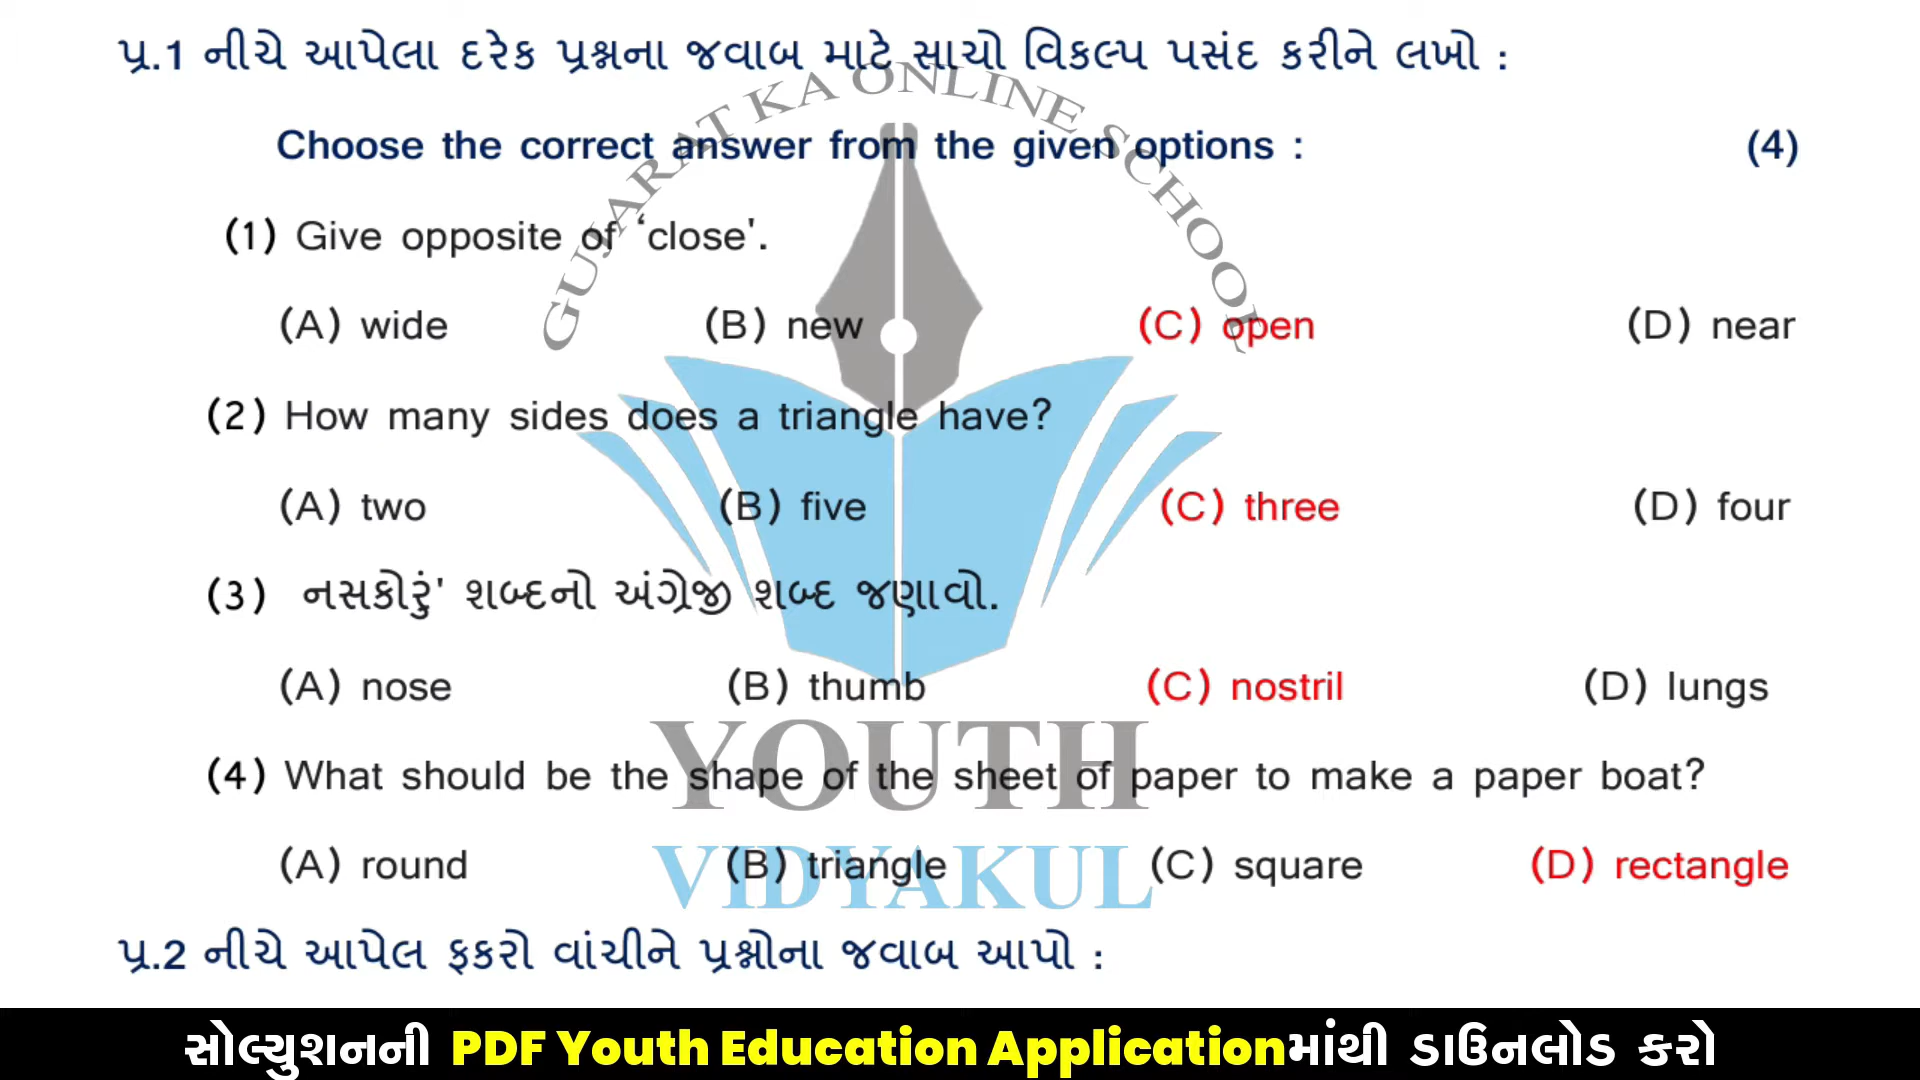 પ્ર.1 નીચે આપેલા દરેક પ્રશ્નના જવાબ માટે સાચો વિકલ્પ પસંદ કરીને લખો :
GUJARAT KA ONLINE SCHOOL
Choose the correct answer from the given options : (4)
(1) Give opposite of ‘close'.
(A) wide (B) new (C) open (D) near
(2) How many sides does a triangle have?
(A) two (B) five (C) three (D) four
(3) નસકોરું' શબ્દનો અંગ્રેજી શબ્દ જણાવો.
(A) nose (B) thumb (C) nostril (D) lungs
YOUTH
(4) What should be the shape of the sheet of paper to make a paper boat?
VIDYAKUL
(A) round (B) triangle (C) square (D) rectangle
પ્ર.2 નીચે આપેલ ફકરો વાંચીને પ્રશ્નોના જવાબ આપો :
સોલ્યુશનની PDF Youth Education Applicationમાંથી ડાઉનલોડ કરો